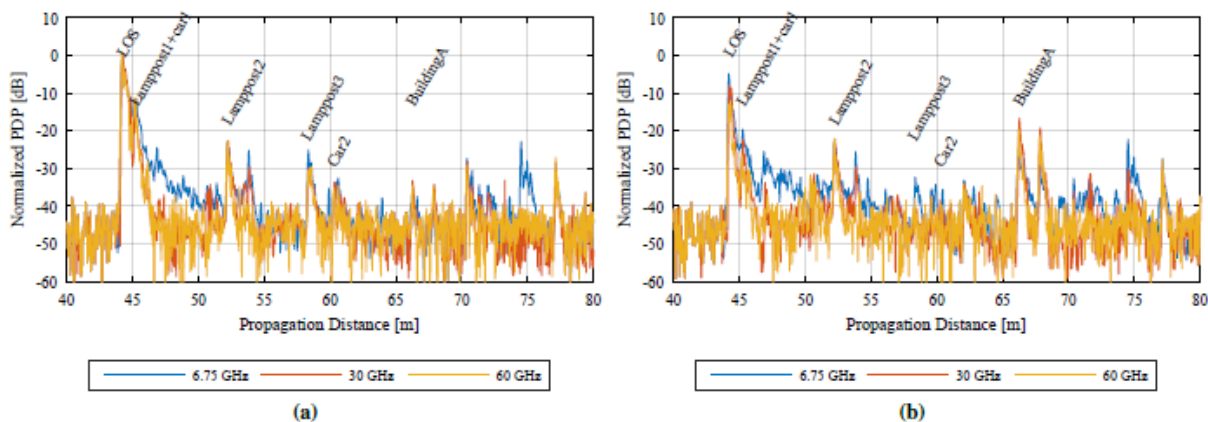 10
0
-10
-20
-30
-40
-50
-60
Normalized PDP [dB]
LOS
Lamppost1+car1
Lamppost2
Lamppost3
Car2
BuildingA
40 45 50 55 60 65 70 75 80
Propagation Distance [m]
6.75 GHz 30 GHz 60 GHz
(a)
10
0
-10
-20
-30
-40
-50
-60
Normalized PDP [dB]
LOS
Lamppost1+car1
Lamppost2
Lamppost3
Car2
BuildingA
40 45 50 55 60 65 70 75 80
Propagation Distance [m]
6.75 GHz 30 GHz 60 GHz
(b)